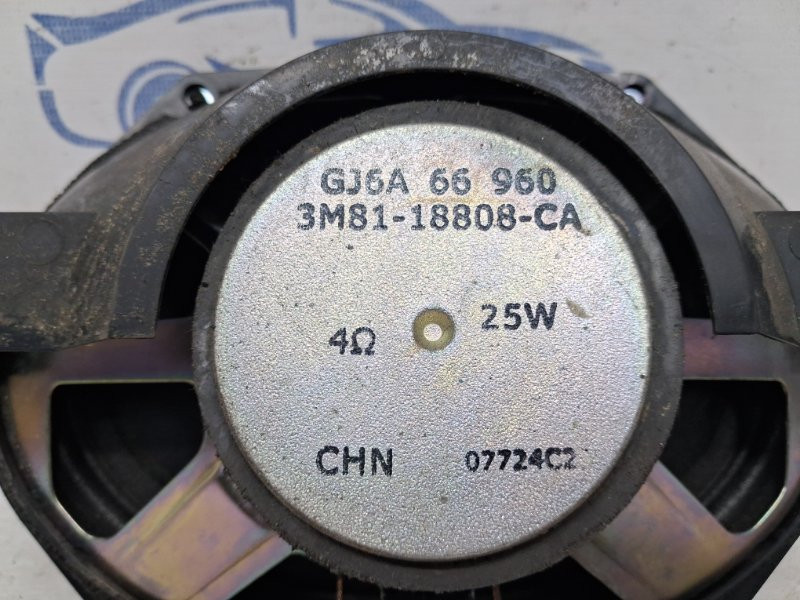 GJ6A 66 960
3M81-18808-CA
4Ω 25W
CHN 07724C2